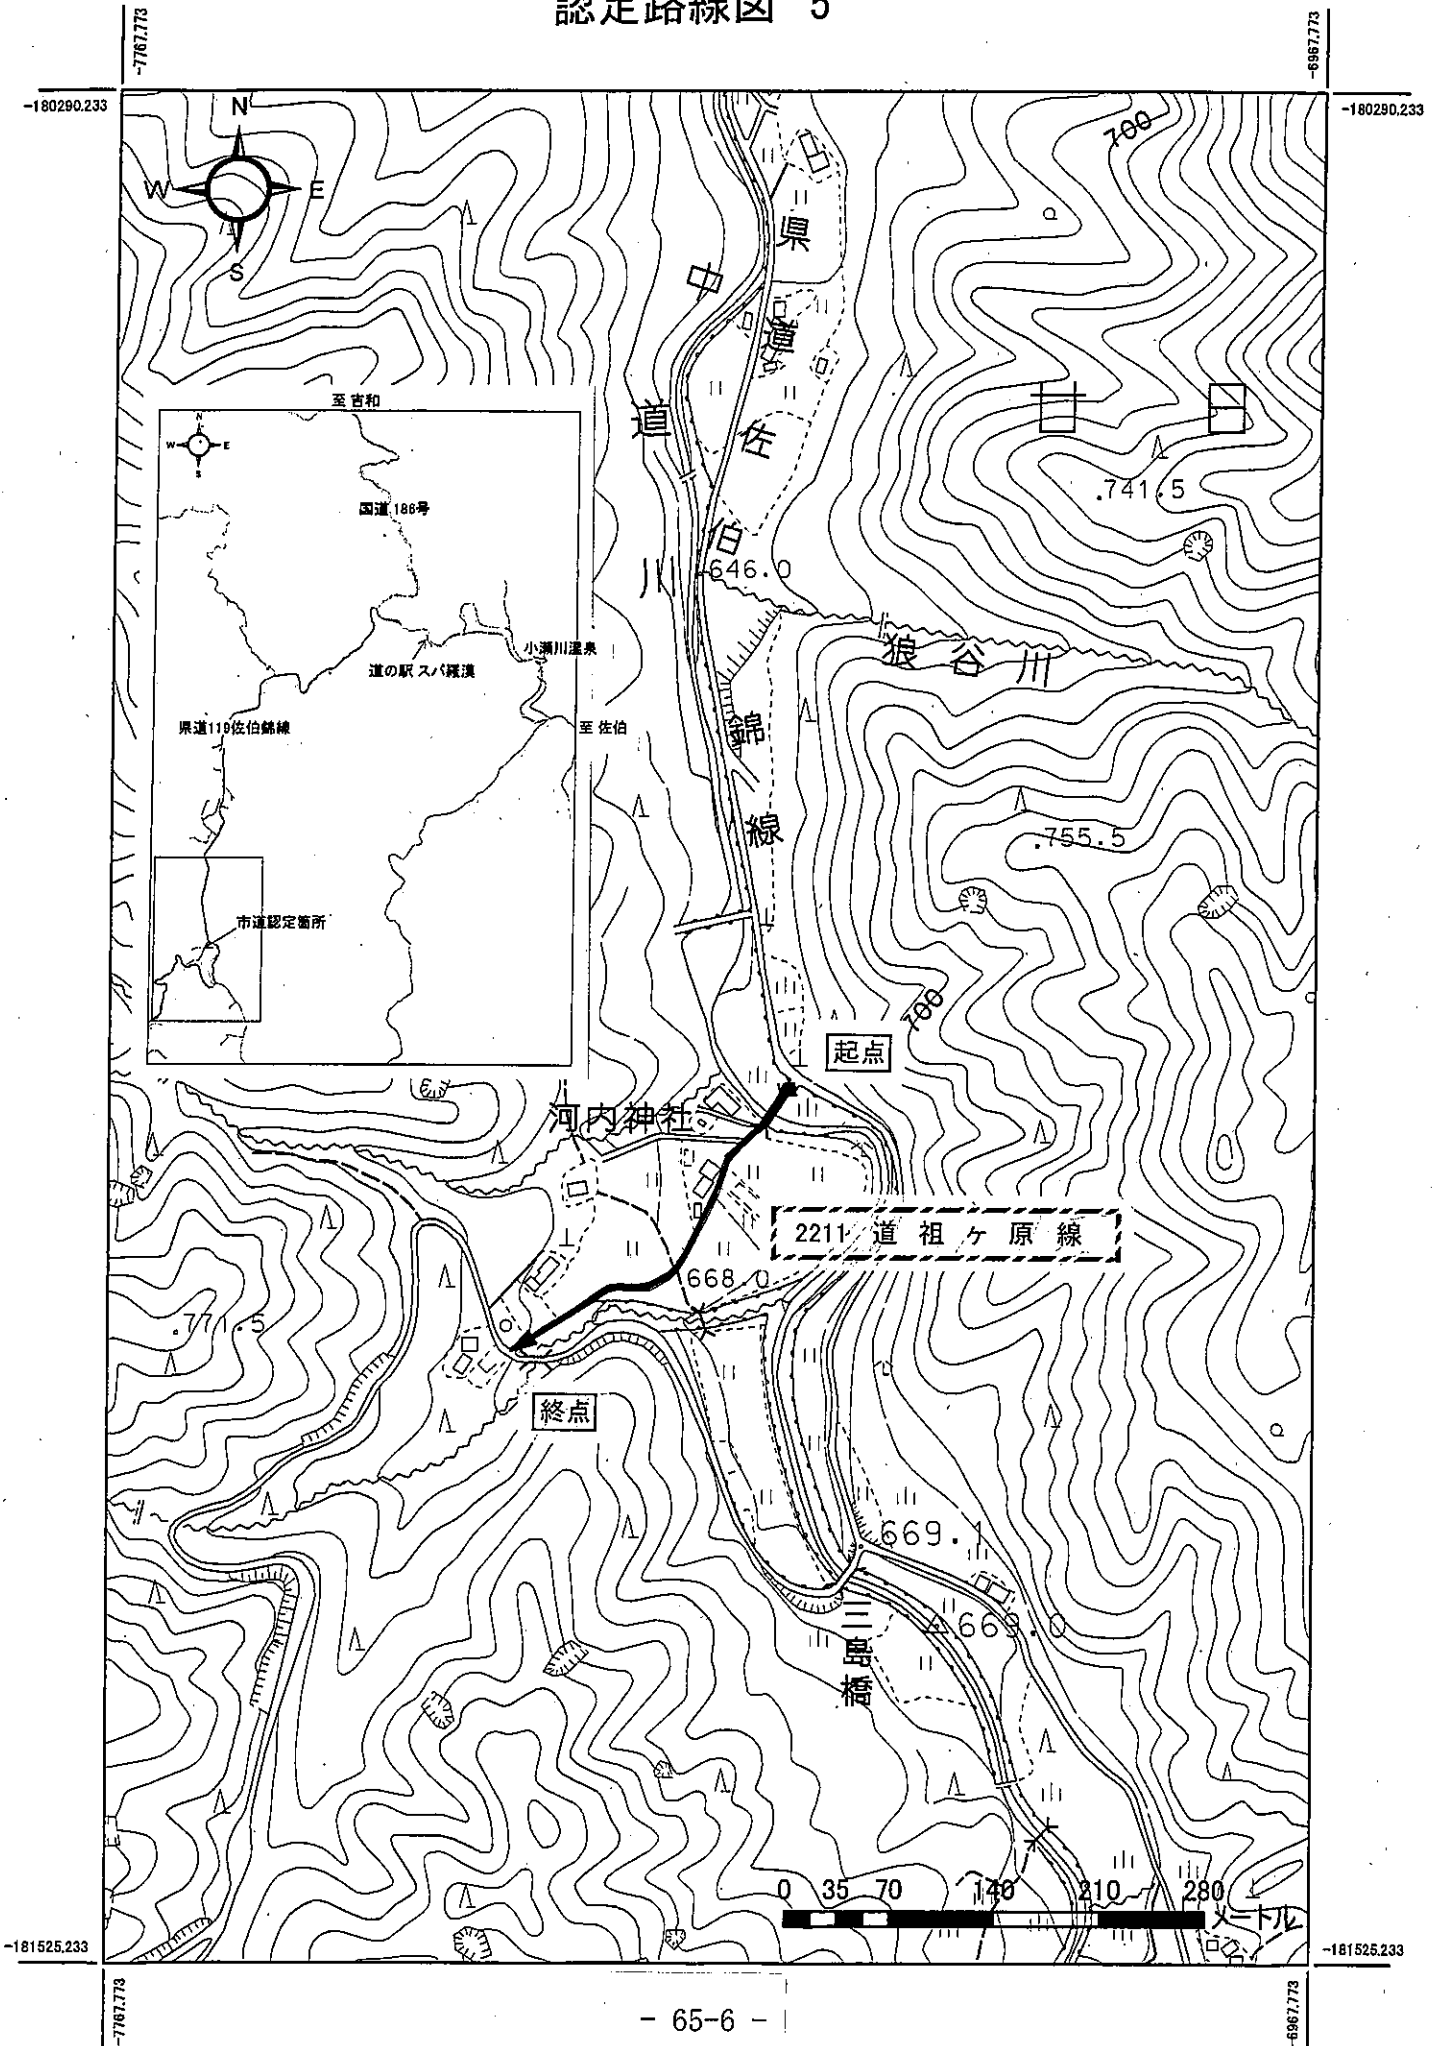 認定路線図 5
-7767.773
-6967.773
-180290.233
-180290.233
N
W
E
S
700
県道佐伯錦線
中道川
646.0
狼谷川
.741.5
.755.5
700
至 吉和
N
W
E
S
国道 186号
小瀬川温泉
道の駅 スパ羅漢
県道119佐伯錦線
至 佐伯
市道認定箇所
起点
河内神社
2211 道祖ヶ原線
668.0
.771.5
終点
669.1
669.0
三島橋
0 35 70 140 210 280
メートル
-181525.233
-181525.233
-7767.773
-6967.773
- 65-6 -